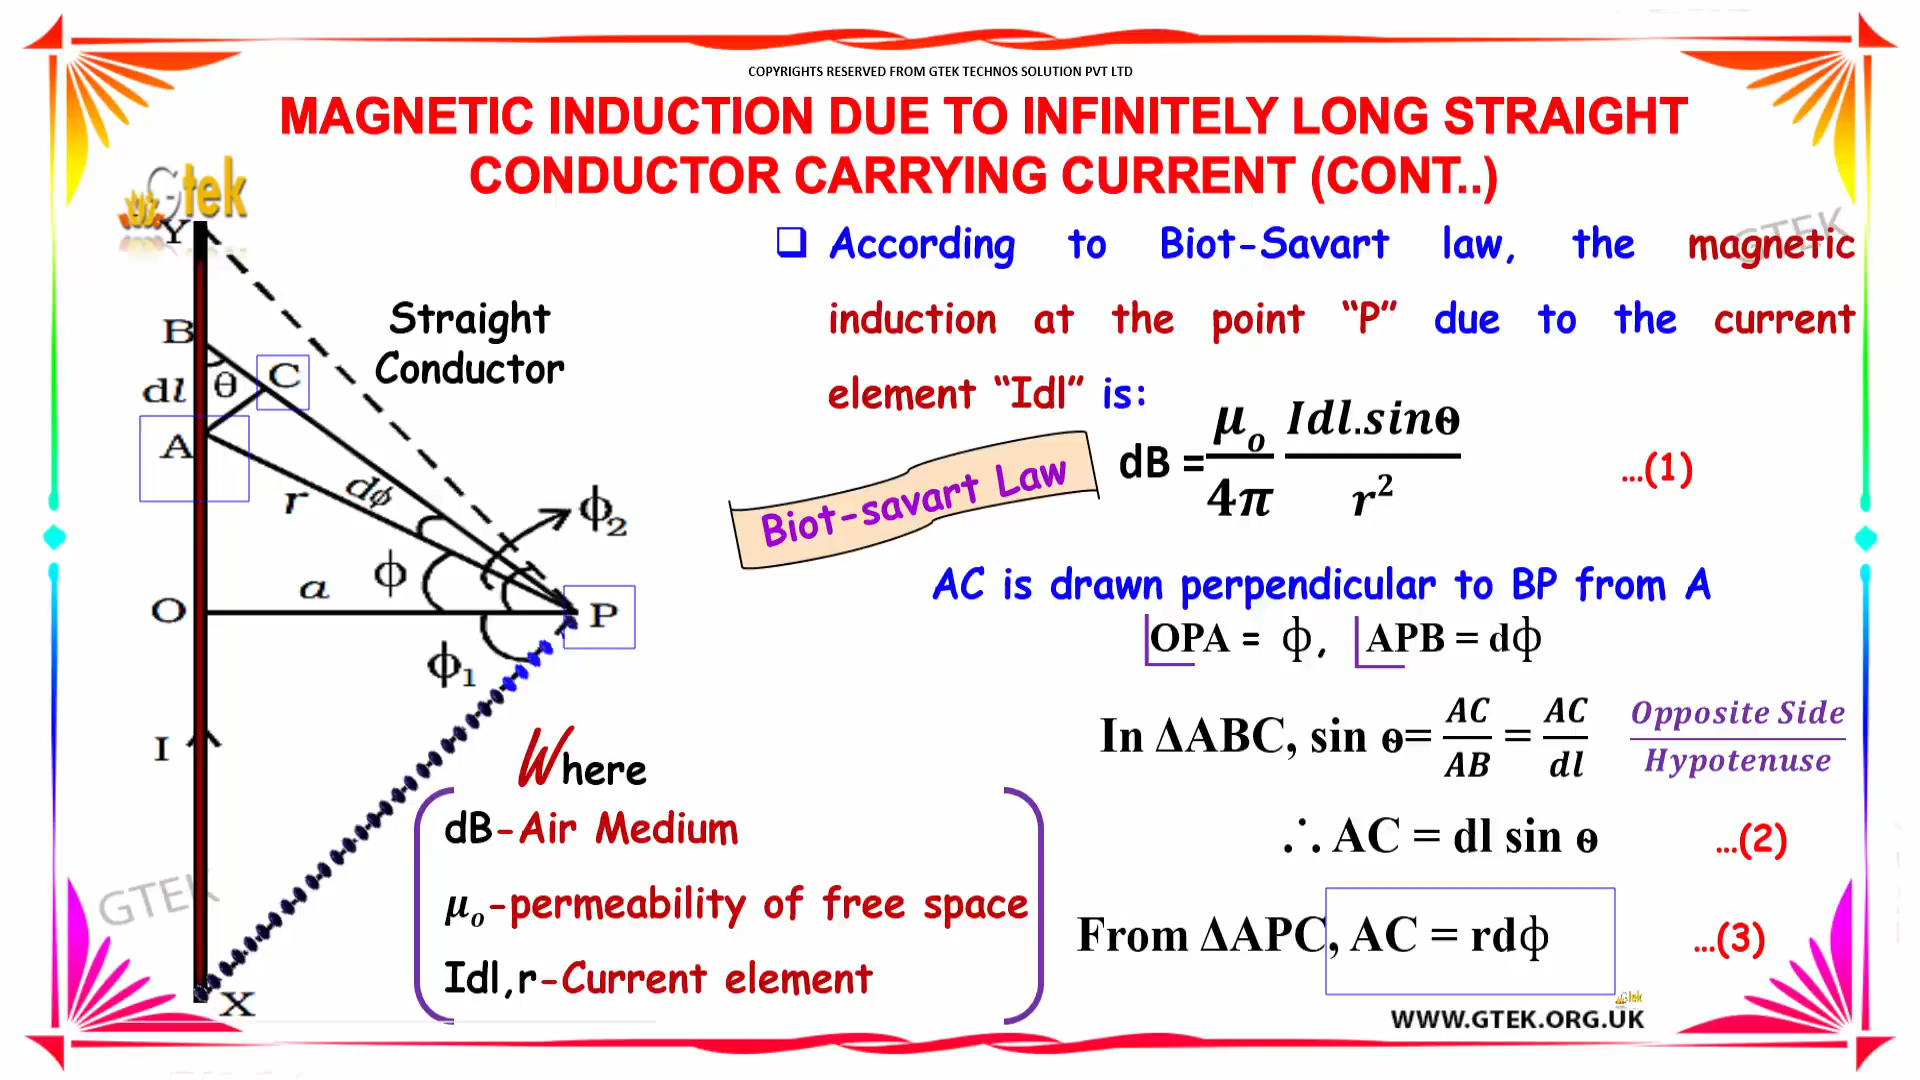 COPYRIGHTS RESERVED FROM GTEK TECHNOS SOLUTION PVT LTD
MAGNETIC INDUCTION DUE TO INFINITELY LONG STRAIGHT
CONDUCTOR CARRYING CURRENT (CONT..)
Gtek
GTEK
Y
B
dl
θ
C
A
r
dϕ
ϕ
ϕ₂
a
O
P
ϕ₁
I
X
Straight
Conductor
❑ According to Biot-Savart law, the magnetic
induction at the point “P” due to the current
element “Idl” is:
Biot-savart Law
dB = μₒ/4π Idl.sinθ/r² ...(1)
AC is drawn perpendicular to BP from A
OPA = ϕ, APB = dϕ
In ΔABC, sin ө= AC/AB = AC/dl Opposite Side/Hypotenuse
∴ AC = dl sin ө ...(2)
From ΔAPC, AC = rdϕ ...(3)
Where
dB-Air Medium
μₒ-permeability of free space
Idl,r-Current element
GTEK
Gtek
WWW.GTEK.ORG.UK